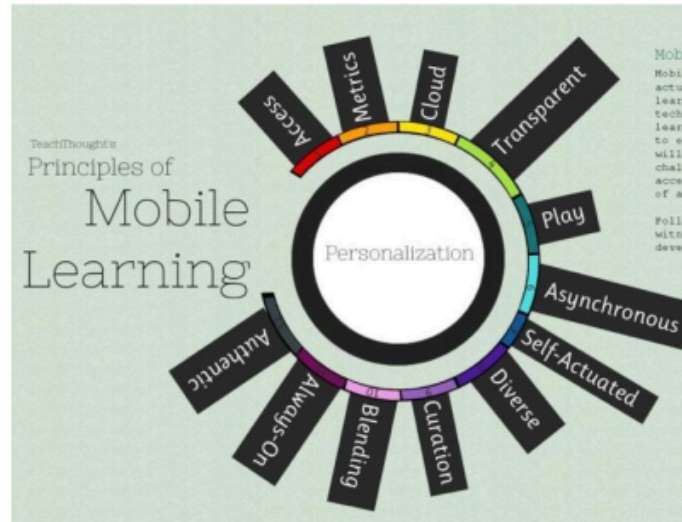 TeachThought's
Principles of
Mobile
Learning
Access
Metrics
Cloud
Transparent
Play
Asynchronous
Self-Actuated
Diverse
Curation
Blending
Always-On
Authentic
Personalization